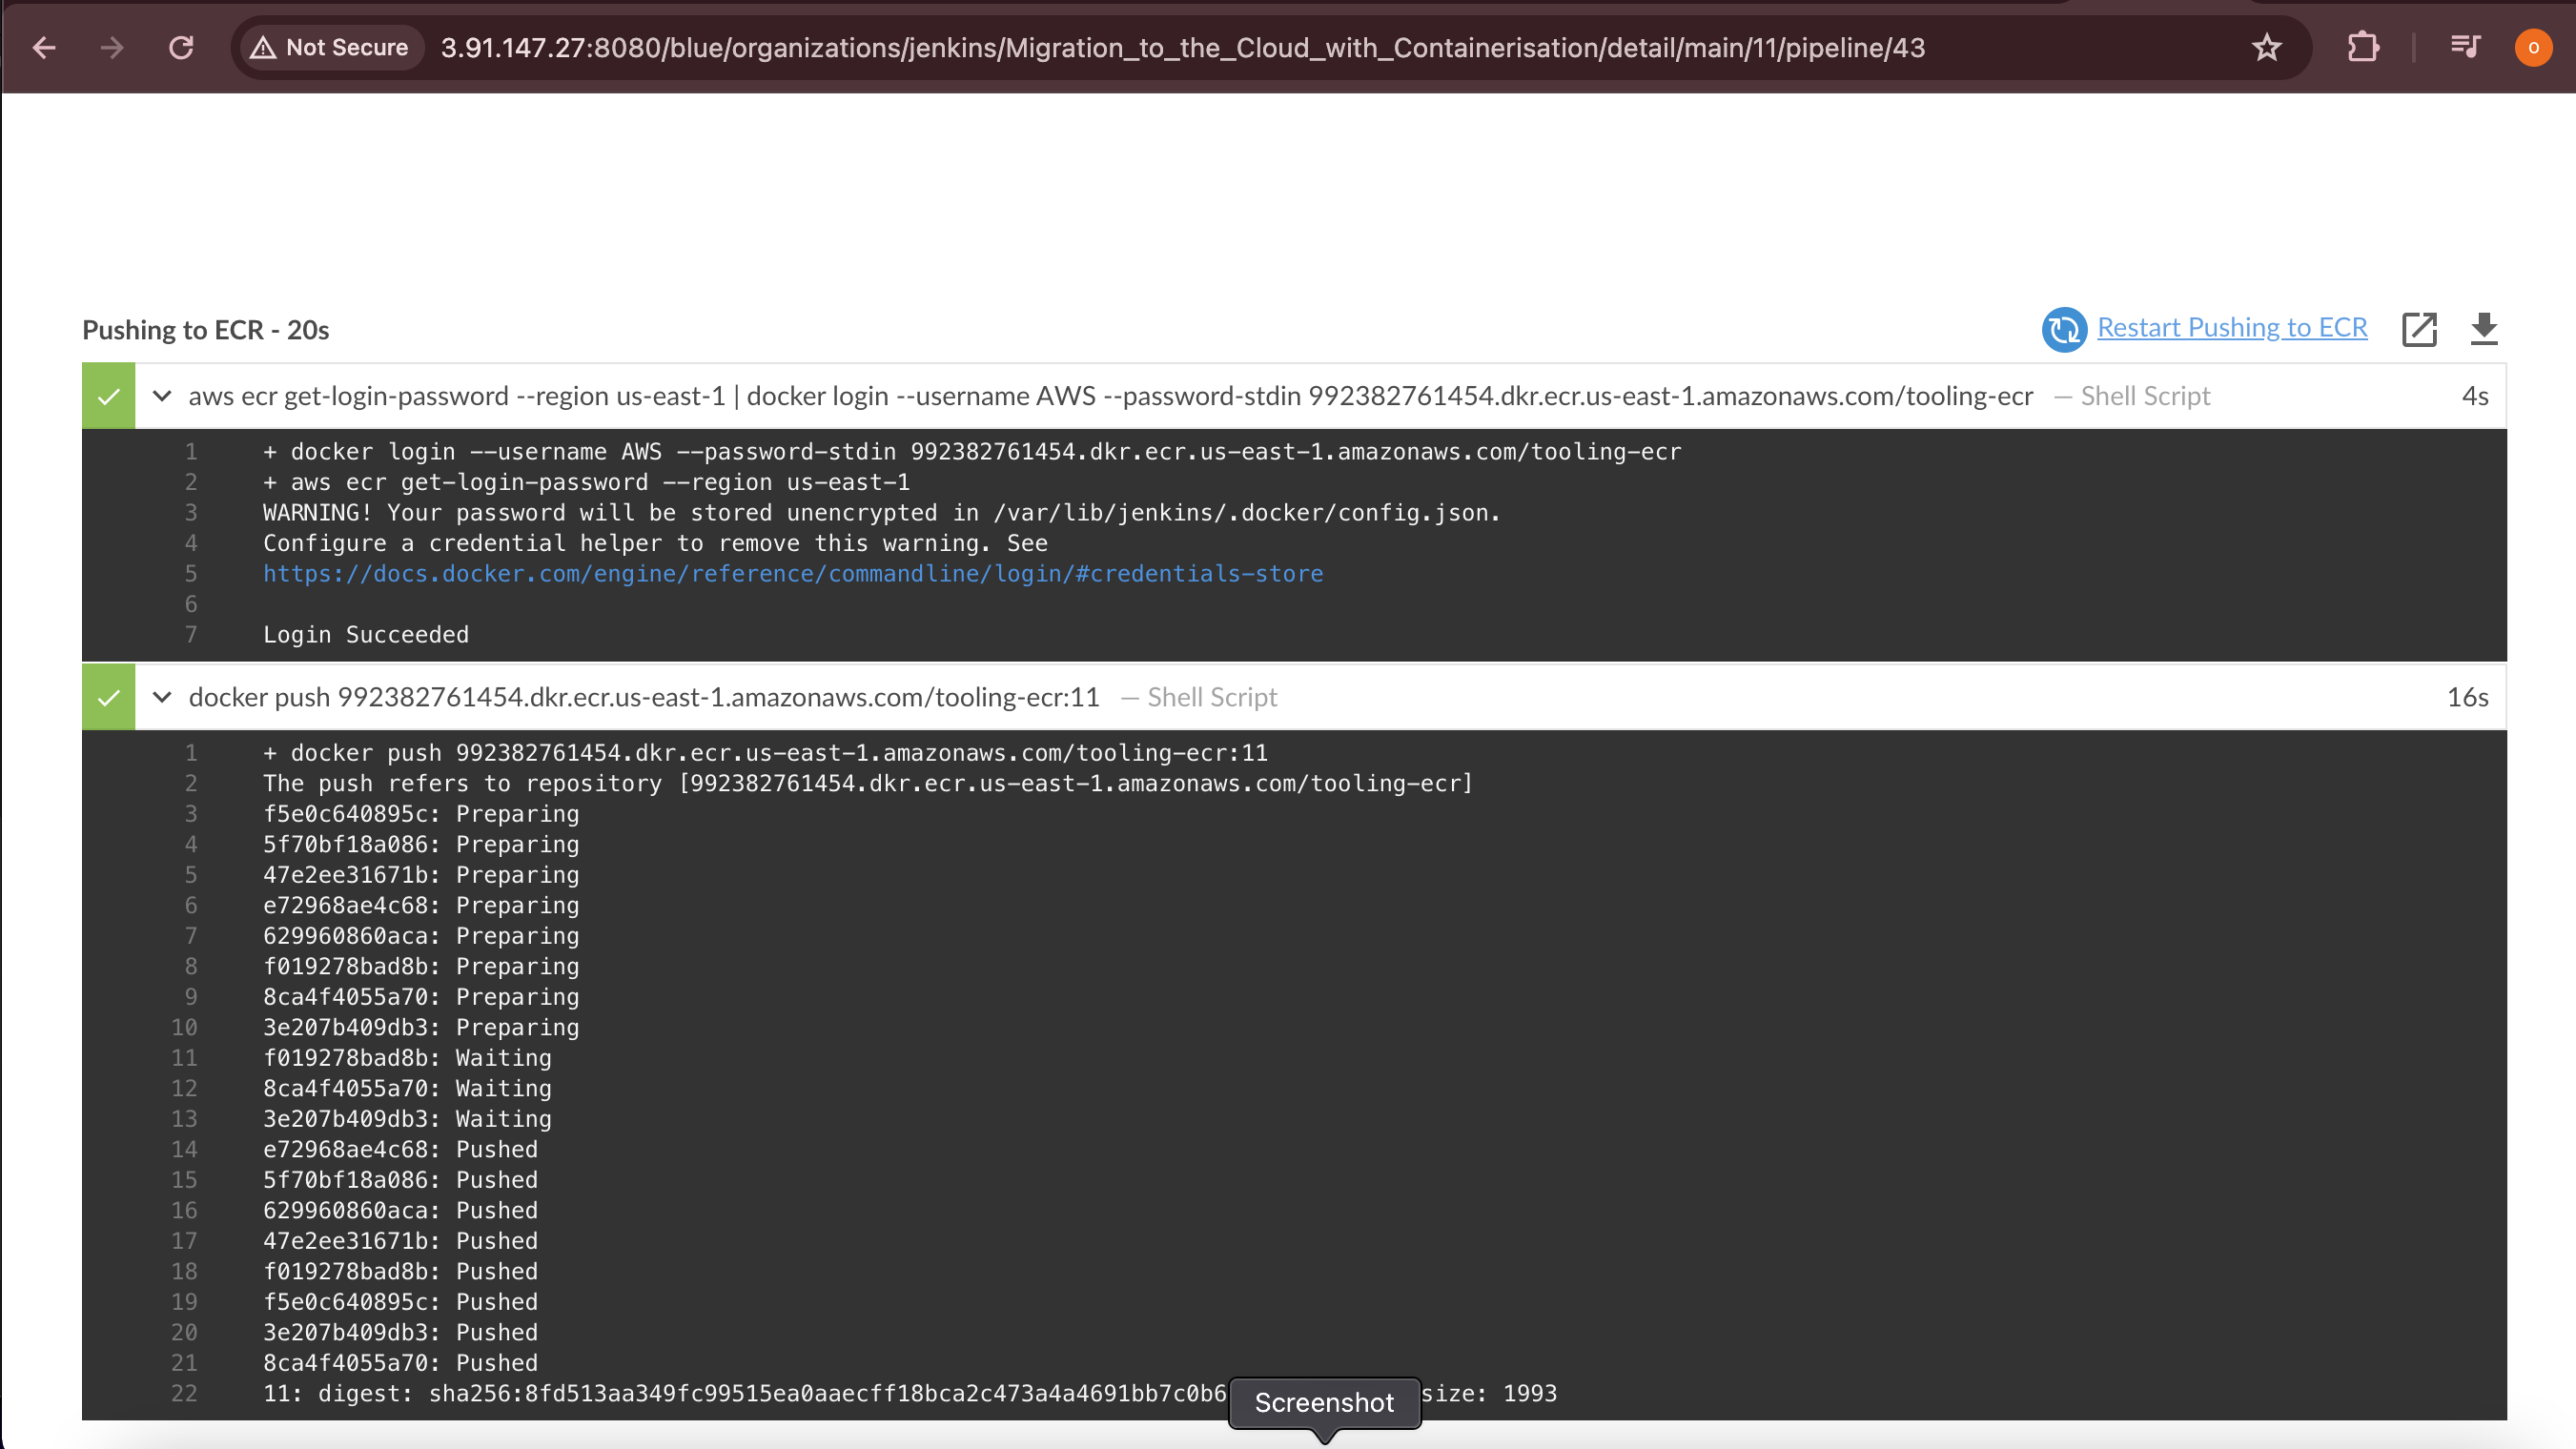 Not Secure 3.91.147.27:8080/blue/organizations/jenkins/Migration_to_the_Cloud_with_Containerisation/detail/main/11/pipeline/43 o
Pushing to ECR - 20s Restart Pushing to ECR
aws ecr get-login-password --region us-east-1 | docker login --username AWS --password-stdin 992382761454.dkr.ecr.us-east-1.amazonaws.com/tooling-ecr — Shell Script 4s
1 + docker login --username AWS --password-stdin 992382761454.dkr.ecr.us-east-1.amazonaws.com/tooling-ecr
2 + aws ecr get-login-password --region us-east-1
3 WARNING! Your password will be stored unencrypted in /var/lib/jenkins/.docker/config.json.
4 Configure a credential helper to remove this warning. See
5 https://docs.docker.com/engine/reference/commandline/login/#credentials-store
6
7 Login Succeeded
docker push 992382761454.dkr.ecr.us-east-1.amazonaws.com/tooling-ecr:11 — Shell Script 16s
1 + docker push 992382761454.dkr.ecr.us-east-1.amazonaws.com/tooling-ecr:11
2 The push refers to repository [992382761454.dkr.ecr.us-east-1.amazonaws.com/tooling-ecr]
3 f5e0c640895c: Preparing
4 5f70bf18a086: Preparing
5 47e2ee31671b: Preparing
6 e72968ae4c68: Preparing
7 629960860aca: Preparing
8 f019278bad8b: Preparing
9 8ca4f4055a70: Preparing
10 3e207b409db3: Preparing
11 f019278bad8b: Waiting
12 8ca4f4055a70: Waiting
13 3e207b409db3: Waiting
14 e72968ae4c68: Pushed
15 5f70bf18a086: Pushed
16 629960860aca: Pushed
17 47e2ee31671b: Pushed
18 f019278bad8b: Pushed
19 f5e0c640895c: Pushed
20 3e207b409db3: Pushed
21 8ca4f4055a70: Pushed
22 11: digest: sha256:8fd513aa349fc99515ea0aaecff18bca2c473a4a4691bb7c0b6 size: 1993
Screenshot